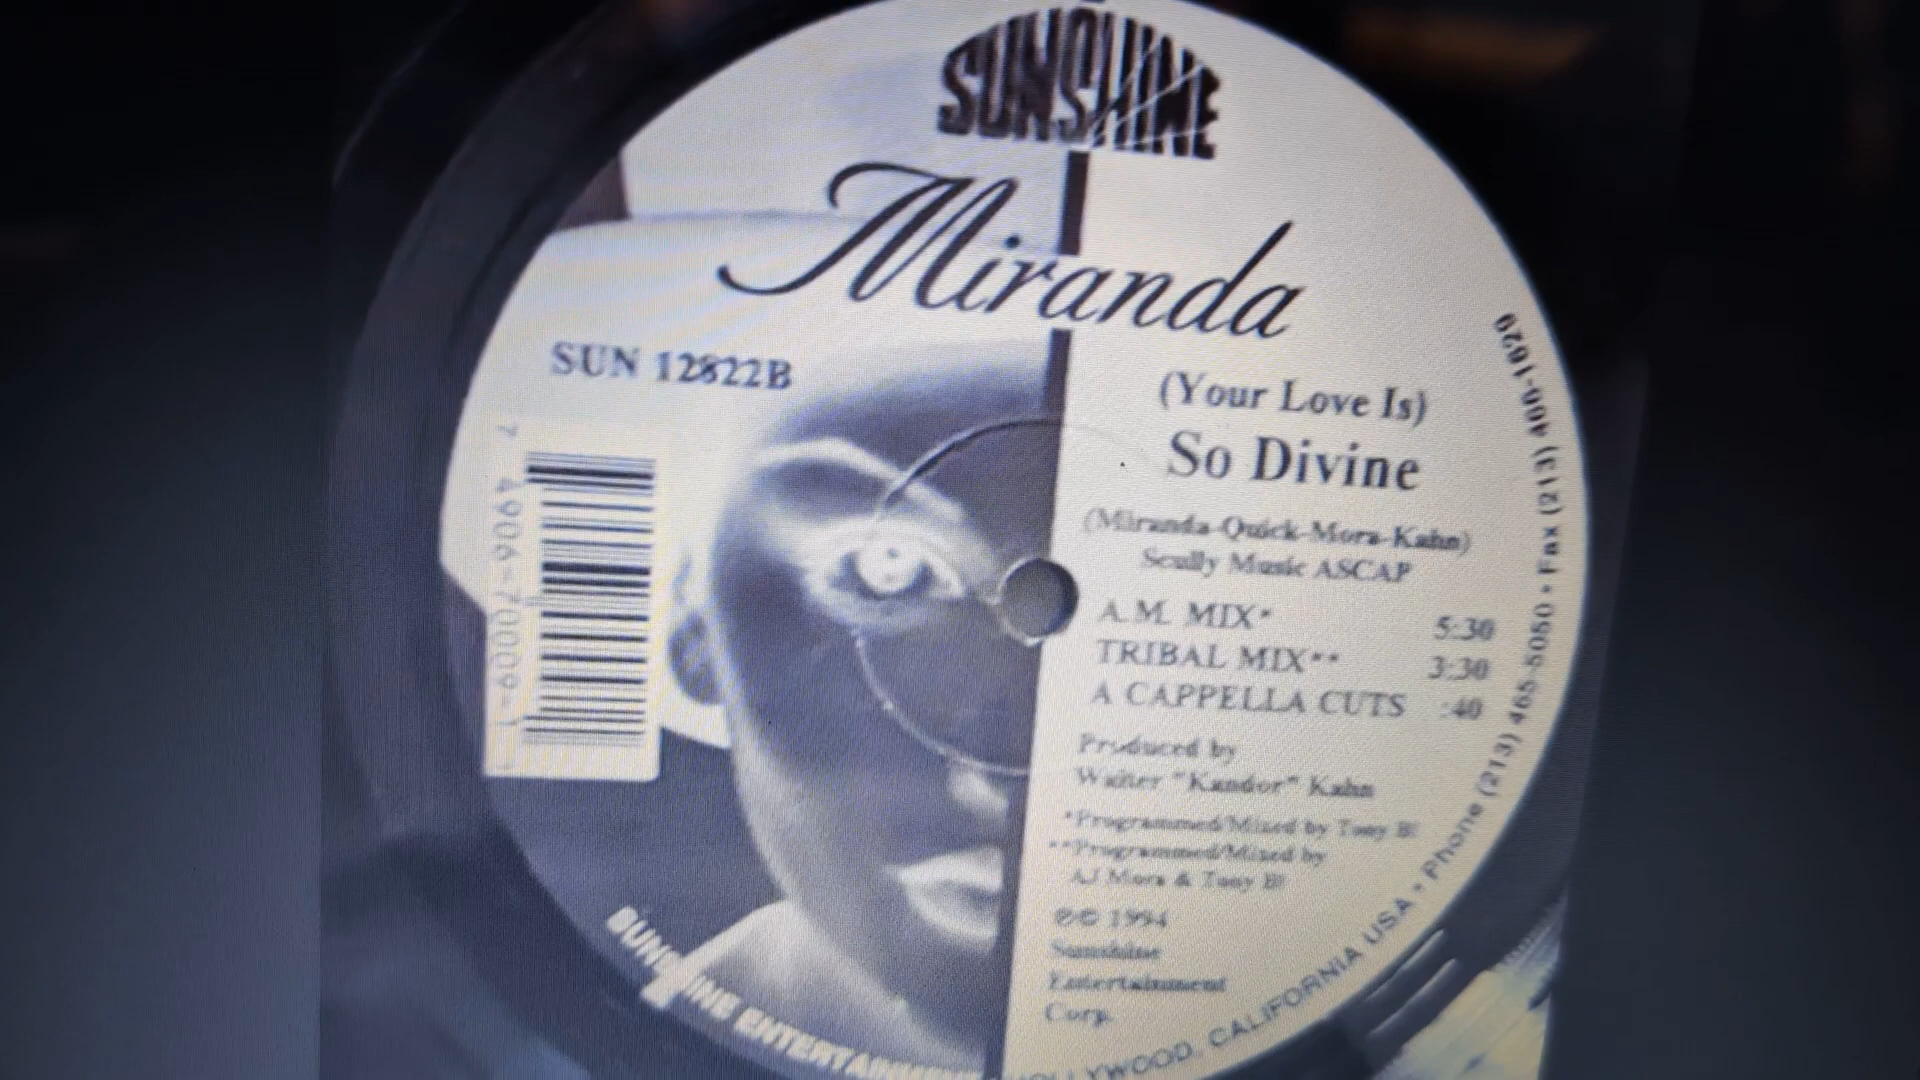 SUNSHINE
Miranda
SUN 12822B
(Your Love Is)
So Divine
(Miranda-Quick-Mora-Kahn)
Scully Music ASCAP
A.M. MIX* 5:30
TRIBAL MIX** 3:30
A CAPPELLA CUTS :40
Produced by
Walter "Kandor" Kahn
*Programmed/Mixed by Tony B!
**Programmed/Mixed by
AJ Mora & Tony B!
℗© 1994
Sunshine
Entertainment
Corp.
7 4906-70009-1
SUNSHINE ENTERTAINMENT
HOLLYWOOD, CALIFORNIA USA • Phone (213) 465-5050 • Fax (213)